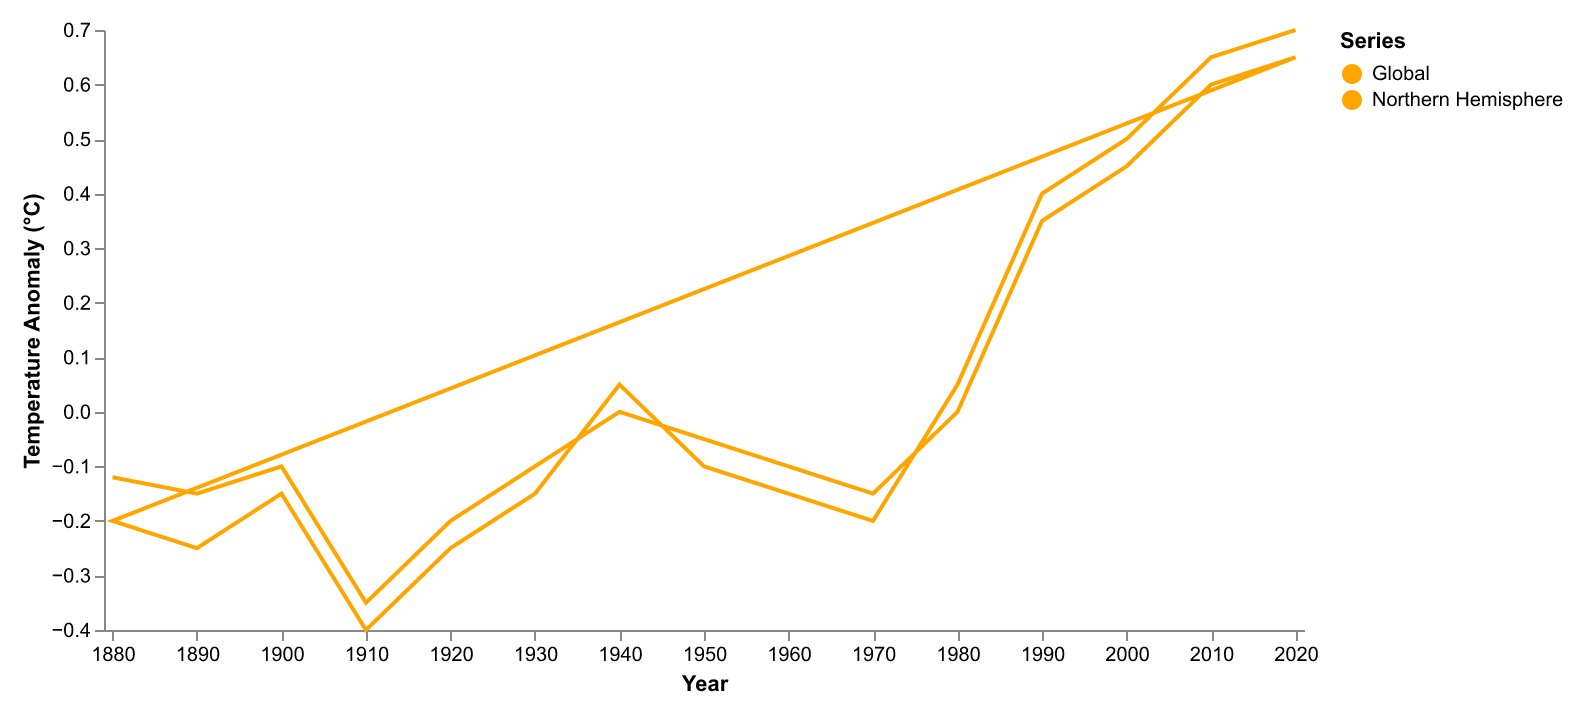 Series
Global
Northern Hemisphere
Temperature Anomaly (°C)
0.7
0.6
0.5
0.4
0.3
0.2
0.1
0.0
−0.1
−0.2
−0.3
−0.4
1880 1890 1900 1910 1920 1930 1940 1950 1960 1970 1980 1990 2000 2010 2020
Year